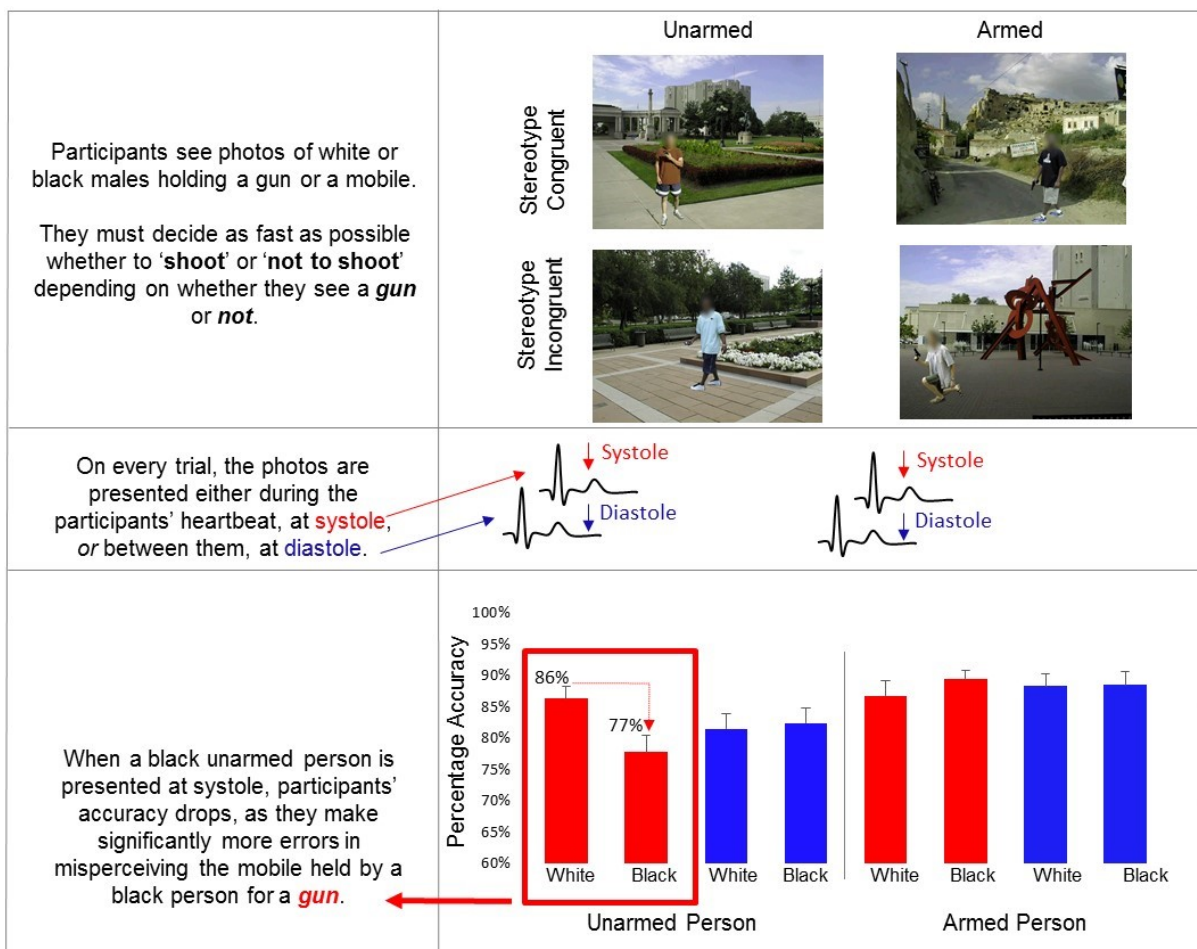 Unarmed
Armed
Participants see photos of white or
black males holding a gun or a mobile.
They must decide as fast as possible
whether to ‘shoot’ or ‘not to shoot’
depending on whether they see a gun
or not.
Stereotype
Congruent
Stereotype
Incongruent
On every trial, the photos are
presented either during the
participants’ heartbeat, at systole,
or between them, at diastole.
Systole
Diastole
Systole
Diastole
When a black unarmed person is
presented at systole, participants’
accuracy drops, as they make
significantly more errors in
misperceiving the mobile held by a
black person for a gun.
Percentage Accuracy
100%
95%
90%
85%
80%
75%
70%
65%
60%
86%
77%
White
Black
White
Black
White
Black
White
Black
Unarmed Person
Armed Person